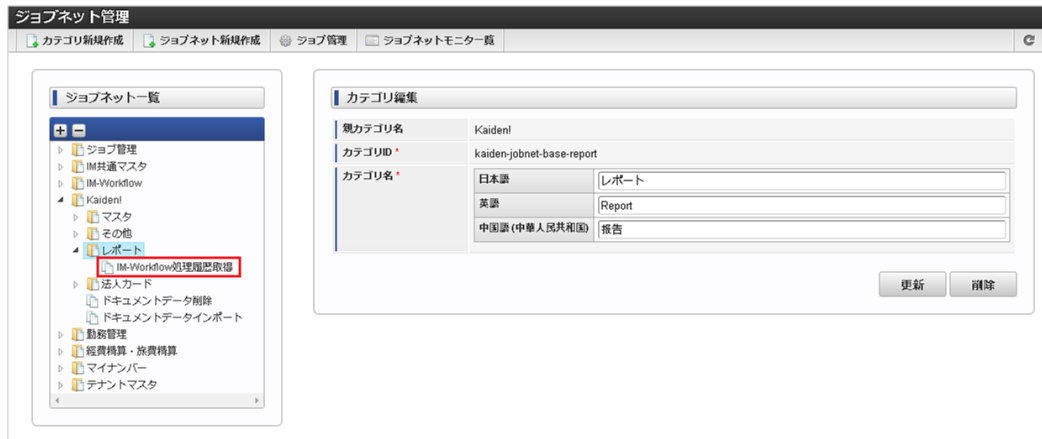 ジョブネット管理
カテゴリ新規作成 ジョブネット新規作成 ジョブ管理 ジョブネットモニター覧
ジョブネット一覧
ジョブ管理
IM共通マスタ
IM-Workflow
Kaiden!
マスタ
その他
レポート
IM-Workflow処理履歴取得
法人カード
ドキュメントデータ削除
ドキュメントデータインポート
勤務管理
経費精算・旅費精算
マイナンバー
テナントマスタ
カテゴリ編集
親カテゴリ名 Kaiden!
カテゴリID * kaiden-jobnet-base-report
カテゴリ名 * 日本語 レポート
英語 Report
中国語 (中華人民共和国) 报告
更新 削除